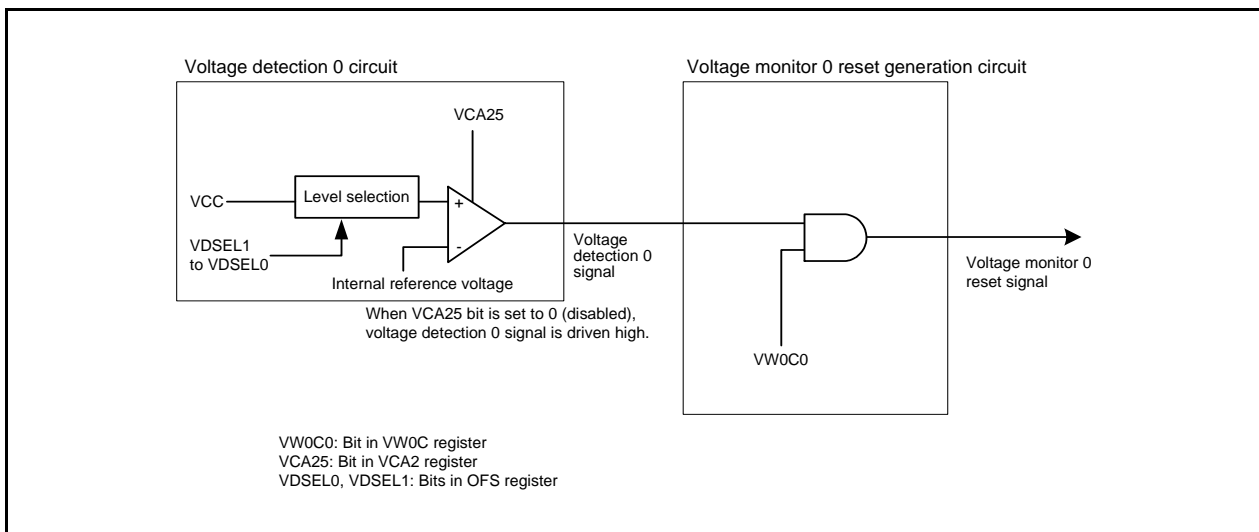 Voltage detection 0 circuit
Voltage monitor 0 reset generation circuit
VCA25
VCC
Level selection
+
-
VDSEL1
to VDSEL0
Internal reference voltage
Voltage
detection 0
signal
Voltage monitor 0
reset signal
When VCA25 bit is set to 0 (disabled),
voltage detection 0 signal is driven high.
VW0C0
VW0C0: Bit in VW0C register
VCA25: Bit in VCA2 register
VDSEL0, VDSEL1: Bits in OFS register